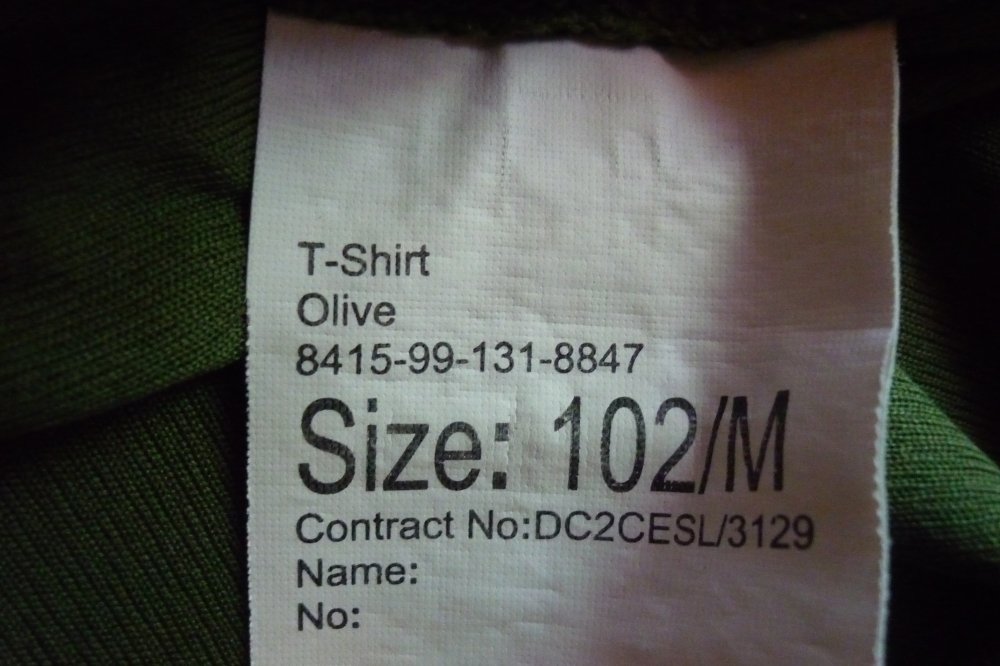 T-Shirt
Olive
8415-99-131-8847
Size: 102/M
Contract No:DC2CESL/3129
Name:
No: